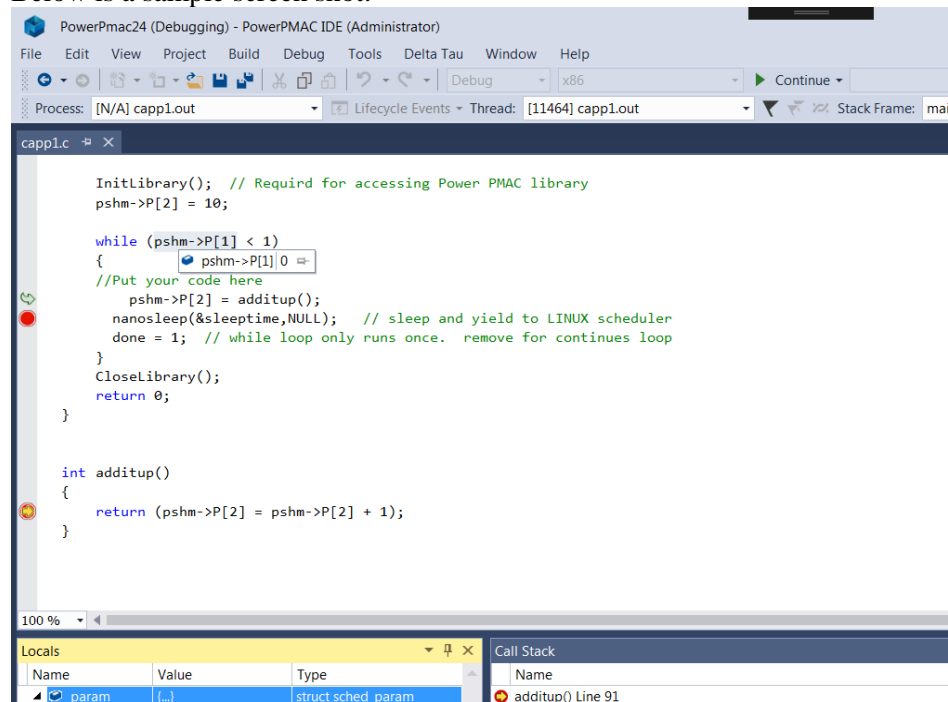 Below is a sample screen shot.
PowerPmac24 (Debugging) - PowerPMAC IDE (Administrator)
File Edit View Project Build Debug Tools Delta Tau Window Help
Debug x86 Continue
Process: [N/A] capp1.out Lifecycle Events Thread: [11464] capp1.out Stack Frame:
capp1.c
InitLibrary(); // Requird for accessing Power PMAC library
pshm->P[2] = 10;
while (pshm->P[1] < 1)
{ pshm->P[1] 0
//Put your code here
pshm->P[2] = additup();
nanosleep(&sleeptime,NULL); // sleep and yield to LINUX scheduler
done = 1; // while loop only runs once. remove for continues loop
}
CloseLibrary();
return 0;
}
int additup()
{
return (pshm->P[2] = pshm->P[2] + 1);
}
100 %
Locals Call Stack
Name Value Type Name
param {...} struct sched_param additup() Line 91